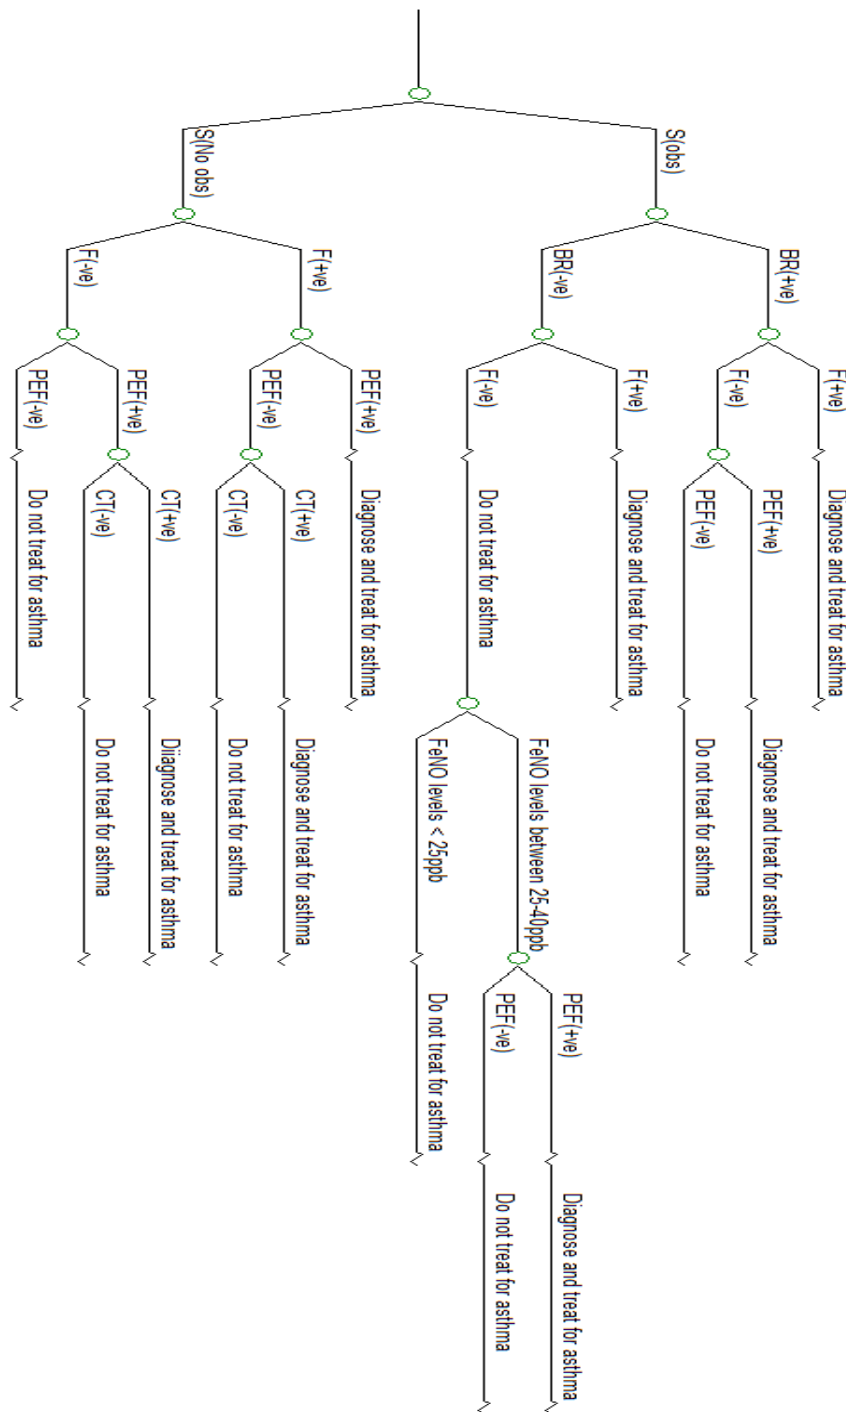 F(+ve)
Diagnose and treat for asthma
BR(+ve)
PEF(+ve)
Diagnose and treat for asthma
F(-ve)
PEF(-ve)
Do not treat for asthma
S(obs)
F(+ve)
Diagnose and treat for asthma
BR(-ve)
PEF(+ve)
Diagnose and treat for asthma
FeNO levels between 25-40ppb
PEF(-ve)
Do not treat for asthma
F(-ve)
Do not treat for asthma
FeNO levels < 25ppb
Do not treat for asthma
PEF(+ve)
Diagnose and treat for asthma
F(+ve)
CT(+ve)
Diagnose and treat for asthma
PEF(-ve)
CT(-ve)
Do not treat for asthma
S(No obs)
CT(+ve)
Diiagnose and treat for asthma
PEF(+ve)
CT(-ve)
Do not treat for asthma
F(-ve)
PEF(-ve)
Do not treat for asthma